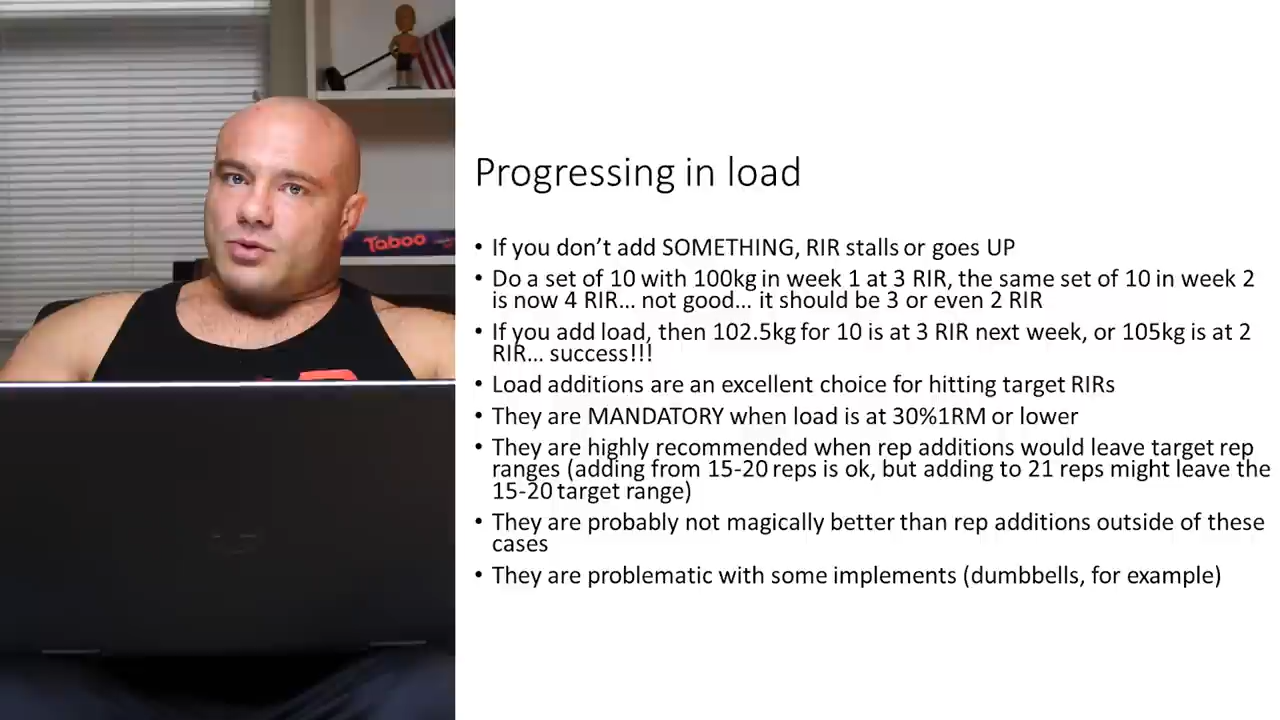 Taboo
Progressing in load
• If you don't add SOMETHING, RIR stalls or goes UP
• Do a set of 10 with 100kg in week 1 at 3 RIR, the same set of 10 in week 2
is now 4 RIR… not good… it should be 3 or even 2 RIR
• If you add load, then 102.5kg for 10 is at 3 RIR next week, or 105kg is at 2
RIR… success!!!
• Load additions are an excellent choice for hitting target RIRs
• They are MANDATORY when load is at 30%1RM or lower
• They are highly recommended when rep additions would leave target rep
ranges (adding from 15-20 reps is ok, but adding to 21 reps might leave the
15-20 target range)
• They are probably not magically better than rep additions outside of these
cases
• They are problematic with some implements (dumbbells, for example)